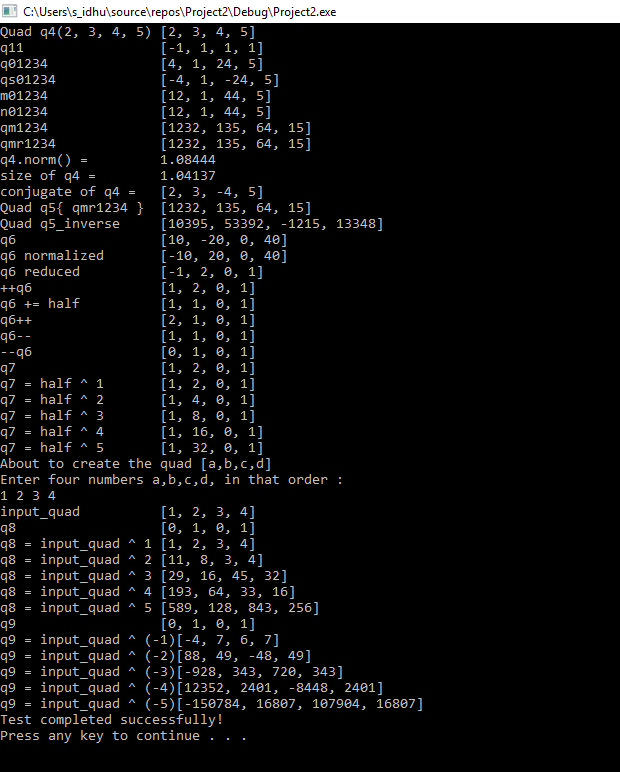 C:\Users\s_idhu\source\repos\Project2\Debug\Project2.exe
Quad q4(2, 3, 4, 5) [2, 3, 4, 5]
q11                 [-1, 1, 1, 1]
q01234              [4, 1, 24, 5]
qs01234             [-4, 1, -24, 5]
m01234              [12, 1, 44, 5]
n01234              [12, 1, 44, 5]
qm1234              [1232, 135, 64, 15]
qmr1234             [1232, 135, 64, 15]
q4.norm() =         1.08444
size of q4 =        1.04137
conjugate of q4 =   [2, 3, -4, 5]
Quad q5{ qmr1234 }  [1232, 135, 64, 15]
Quad q5_inverse     [10395, 53392, -1215, 13348]
q6                  [10, -20, 0, 40]
q6 normalized       [-10, 20, 0, 40]
q6 reduced          [-1, 2, 0, 1]
++q6                [1, 2, 0, 1]
q6 += half          [1, 1, 0, 1]
q6++                [2, 1, 0, 1]
q6--                [1, 1, 0, 1]
--q6                [0, 1, 0, 1]
q7                  [1, 2, 0, 1]
q7 = half ^ 1       [1, 2, 0, 1]
q7 = half ^ 2       [1, 4, 0, 1]
q7 = half ^ 3       [1, 8, 0, 1]
q7 = half ^ 4       [1, 16, 0, 1]
q7 = half ^ 5       [1, 32, 0, 1]
About to create the quad [a,b,c,d]
Enter four numbers a,b,c,d, in that order :
1 2 3 4
input_quad          [1, 2, 3, 4]
q8                  [0, 1, 0, 1]
q8 = input_quad ^ 1 [1, 2, 3, 4]
q8 = input_quad ^ 2 [11, 8, 3, 4]
q8 = input_quad ^ 3 [29, 16, 45, 32]
q8 = input_quad ^ 4 [193, 64, 33, 16]
q8 = input_quad ^ 5 [589, 128, 843, 256]
q9                  [0, 1, 0, 1]
q9 = input_quad ^ (-1)[-4, 7, 6, 7]
q9 = input_quad ^ (-2)[88, 49, -48, 49]
q9 = input_quad ^ (-3)[-928, 343, 720, 343]
q9 = input_quad ^ (-4)[12352, 2401, -8448, 2401]
q9 = input_quad ^ (-5)[-150784, 16807, 107904, 16807]
Test completed successfully!
Press any key to continue . . .